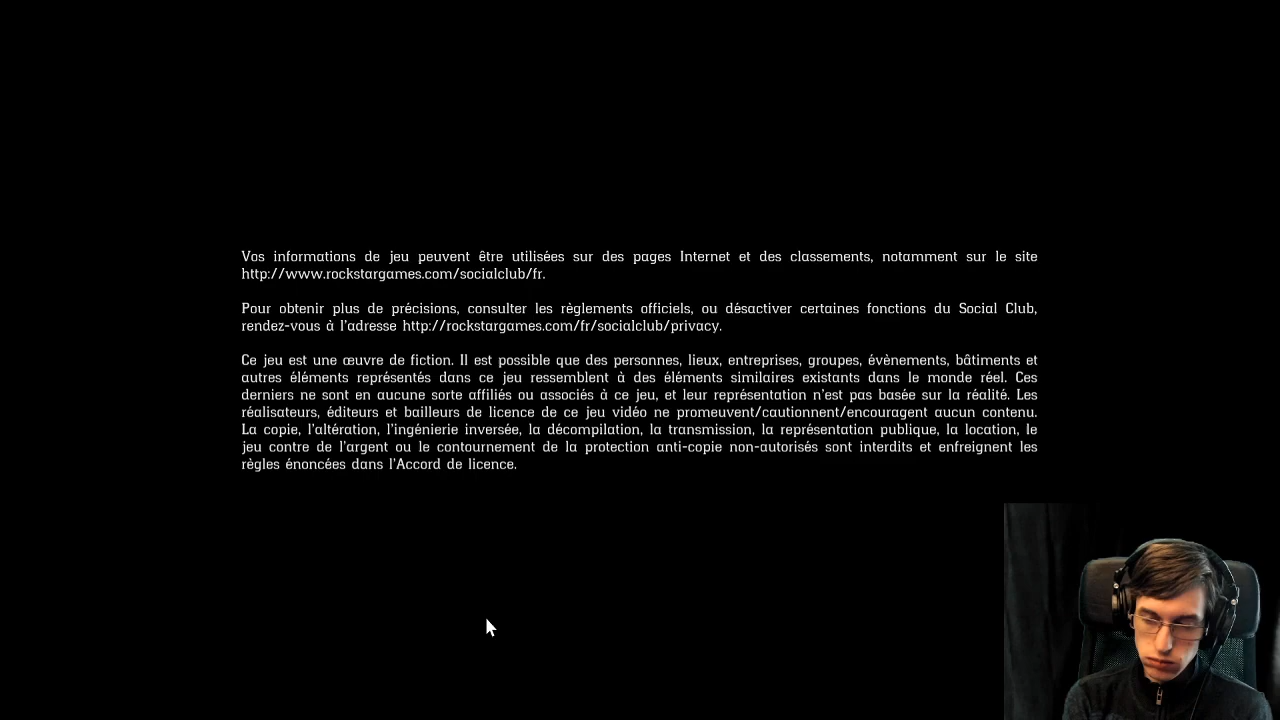 Vos informations de jeu peuvent être utilisées sur des pages Internet et des classements, notamment sur le site
http://www.rockstargames.com/socialclub/fr.
Pour obtenir plus de précisions, consulter les règlements officiels, ou désactiver certaines fonctions du Social Club,
rendez-vous à l'adresse http://rockstargames.com/fr/socialclub/privacy.
Ce jeu est une œuvre de fiction. Il est possible que des personnes, lieux, entreprises, groupes, évènements, bâtiments et
autres éléments représentés dans ce jeu ressemblent à des éléments similaires existants dans le monde réel. Ces
derniers ne sont en aucune sorte affiliés ou associés à ce jeu, et leur représentation n'est pas basée sur la réalité. Les
réalisateurs, éditeurs et bailleurs de licence de ce jeu vidéo ne promeuvent/cautionnent/encouragent aucun contenu.
La copie, l'altération, l'ingénierie inversée, la décompilation, la transmission, la représentation publique, la location, le
jeu contre de l'argent ou le contournement de la protection anti-copie non-autorisés sont interdits et enfreignent les
règles énoncées dans l'Accord de licence.